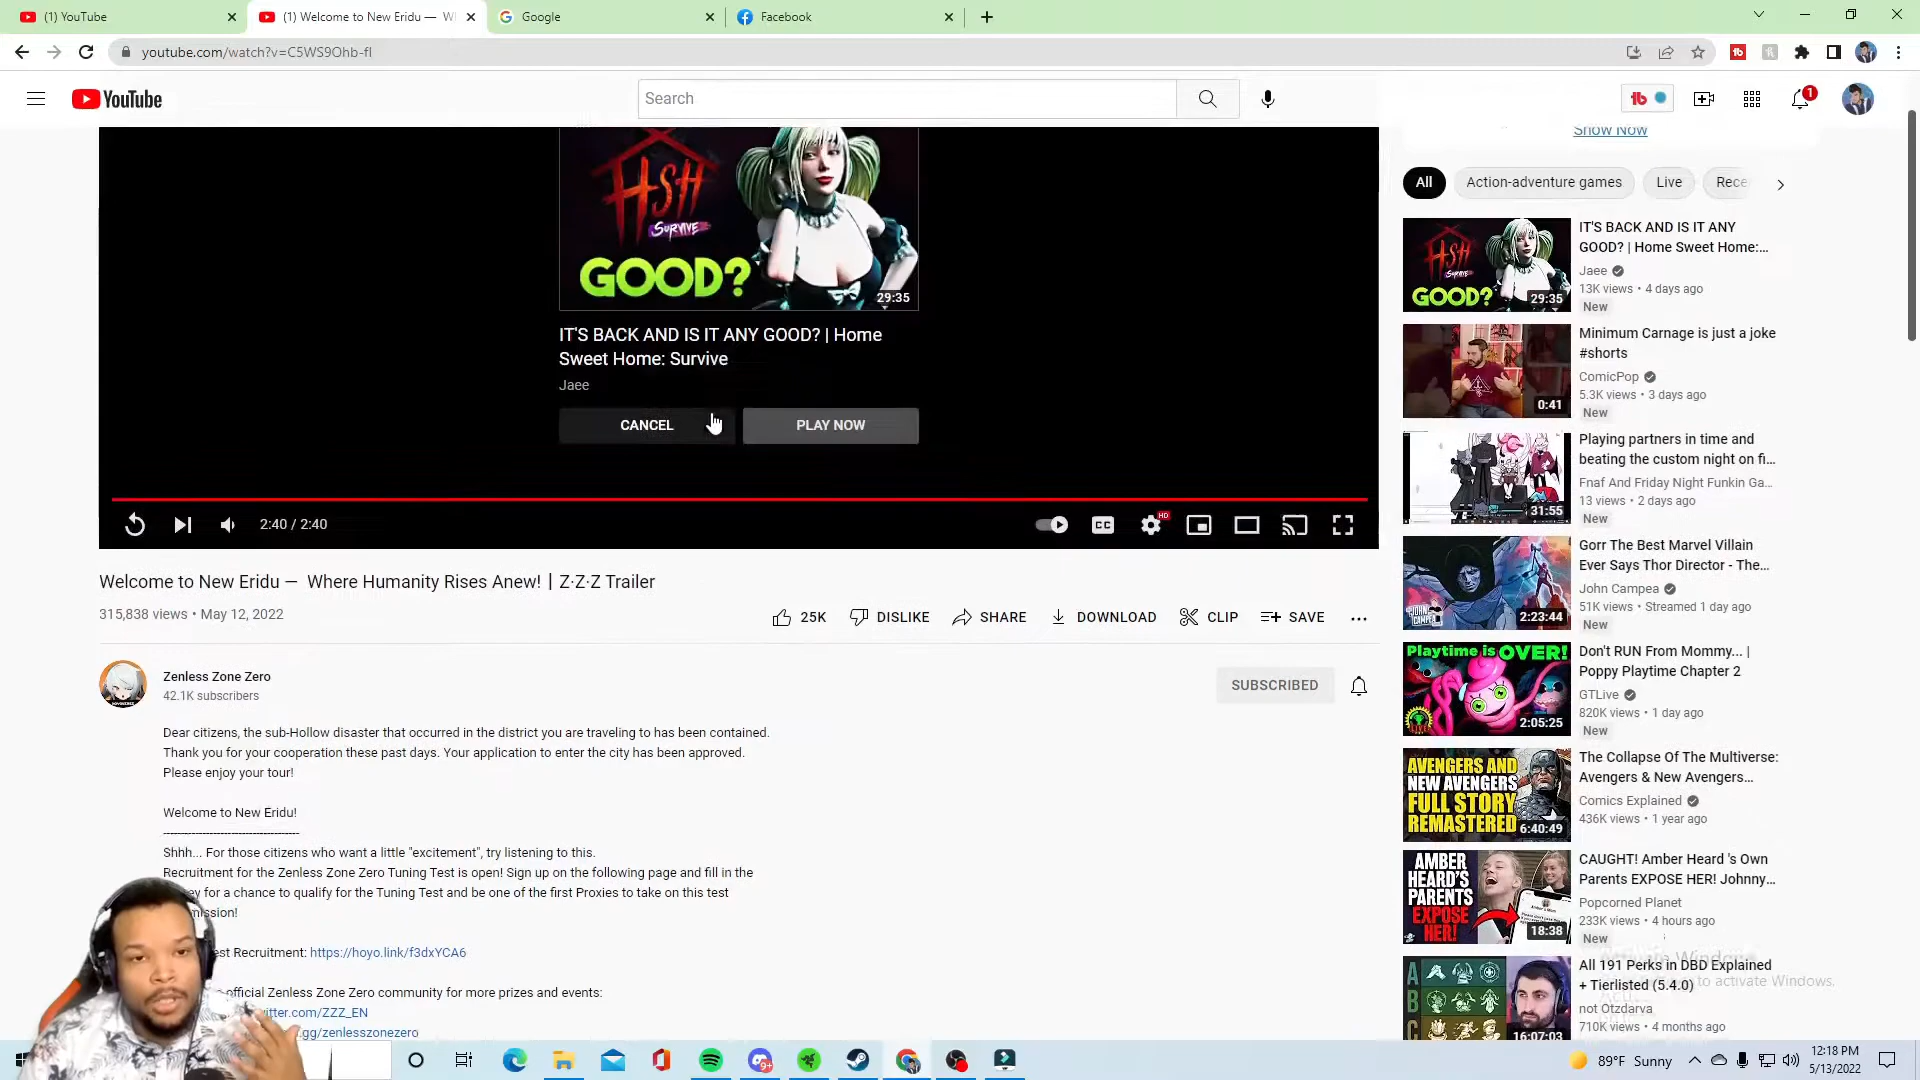 (1) YouTube
(1) Welcome to New Eridu —
Google
Facebook
youtube.com/watch?v=C5WS9Ohb-fI
YouTube
Search
1
Show Now
All
Action-adventure games
Live
Rece
HSH
SURVIVE
GOOD?
29:35
IT'S BACK AND IS IT ANY GOOD? | Home
Sweet Home: Survive
Jaee
CANCEL
PLAY NOW
2:40 / 2:40
CC
HD
Welcome to New Eridu — Where Humanity Rises Anew! | Z·Z·Z Trailer
315,838 views • May 12, 2022
25K
DISLIKE
SHARE
DOWNLOAD
CLIP
SAVE
Zenless Zone Zero
42.1K subscribers
SUBSCRIBED
Dear citizens, the sub-Hollow disaster that occurred in the district you are traveling to has been contained.
Thank you for your cooperation these past days. Your application to enter the city has been approved.
Please enjoy your tour!
Welcome to New Eridu!
------------------------------------
Shhh... For those citizens who want a little "excitement", try listening to this.
Recruitment for the Zenless Zone Zero Tuning Test is open! Sign up on the following page and fill in the
ey for a chance to qualify for the Tuning Test and be one of the first Proxies to take on this test
mission!
est Recruitment: https://hoyo.link/f3dxYCA6
official Zenless Zone Zero community for more prizes and events:
witter.com/ZZZ_EN
.gg/zenlesszonezero
HSH
SURVIVE
GOOD?
29:35
IT'S BACK AND IS IT ANY
GOOD? | Home Sweet Home:...
Jaee
13K views • 4 days ago
New
0:41
Minimum Carnage is just a joke
#shorts
ComicPop
5.3K views • 3 days ago
New
31:55
Playing partners in time and
beating the custom night on fi...
Fnaf And Friday Night Funkin Ga...
13 views • 2 days ago
New
JOHN CAMPEA
2:23:44
Gorr The Best Marvel Villain
Ever Says Thor Director - The...
John Campea
51K views • Streamed 1 day ago
New
Playtime is OVER!
2:05:25
Don't RUN From Mommy... |
Poppy Playtime Chapter 2
GTLive
820K views • 1 day ago
New
AVENGERS AND
NEW AVENGERS
FULL STORY
REMASTERED
6:40:49
The Collapse Of The Multiverse:
Avengers & New Avengers...
Comics Explained
436K views • 1 year ago
AMBER
HEARD'S
PARENTS
EXPOSE
HER!
18:38
CAUGHT! Amber Heard 's Own
Parents EXPOSE HER! Johnny...
Popcorned Planet
233K views • 4 hours ago
New
A
B
C
16:07:03
All 191 Perks in DBD Explained
+ Tierlisted (5.4.0)
not Otzdarva
710K views • 4 months ago
Activate Windows
to activate Windows.
89°F Sunny
12:18 PM
5/13/2022